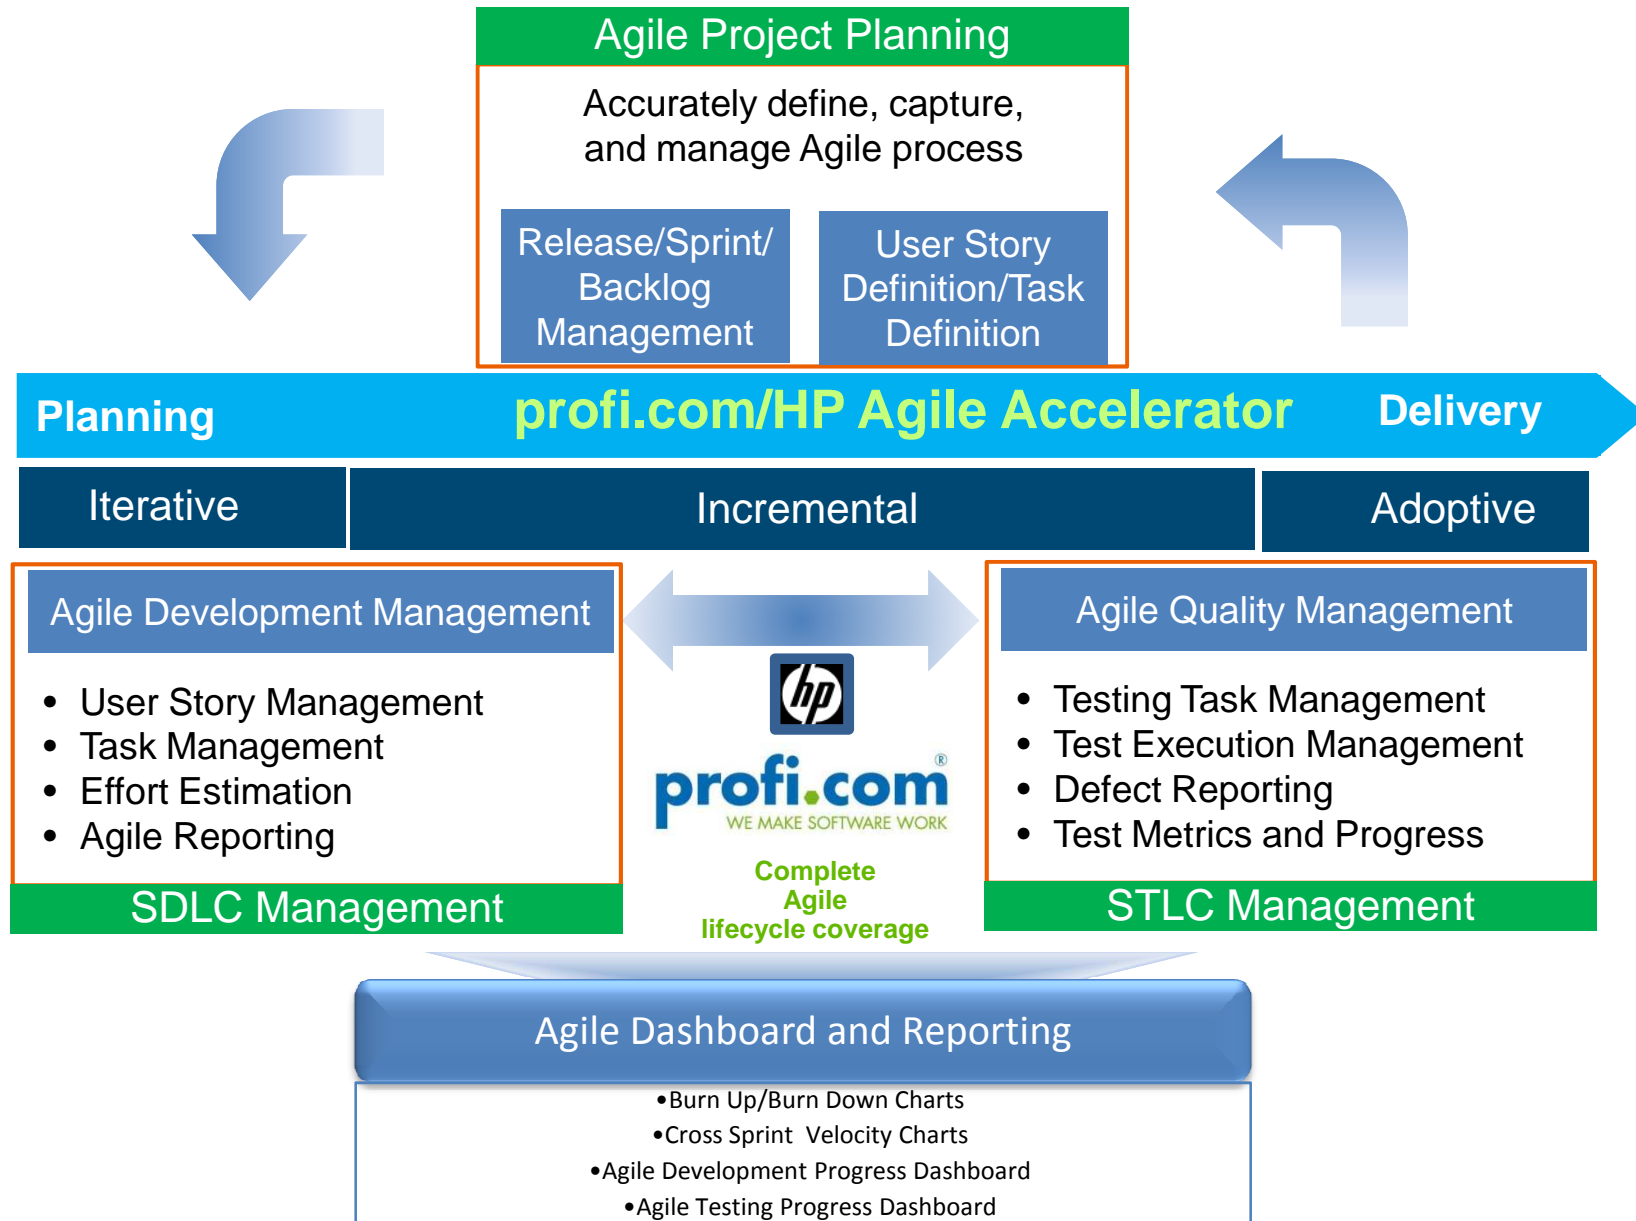 Agile Project Planning
Accurately define, capture,
and manage Agile process
Release/Sprint/
Backlog
Management
User Story
Definition/Task
Definition
Planning
profi.com/HP Agile Accelerator
Delivery
Iterative
Incremental
Adoptive
Agile Development Management
• User Story Management
• Task Management
• Effort Estimation
• Agile Reporting
SDLC Management
hp
profi.com®
WE MAKE SOFTWARE WORK
Complete
Agile
lifecycle coverage
Agile Quality Management
• Testing Task Management
• Test Execution Management
• Defect Reporting
• Test Metrics and Progress
STLC Management
Agile Dashboard and Reporting
•Burn Up/Burn Down Charts
•Cross Sprint  Velocity Charts
•Agile Development Progress Dashboard
•Agile Testing Progress Dashboard